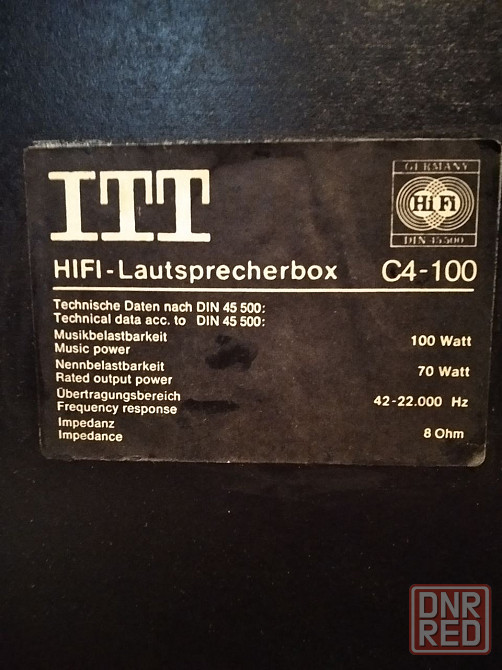 ITT
GERMANY
Hi Fi
DIN 45500
HIFI-Lautsprecherbox C4-100
Technische Daten nach DIN 45 500:
Technical data acc. to DIN 45 500:
Musikbelastbarkeit
Music power 100 Watt
Nennbelastbarkeit
Rated output power 70 Watt
Übertragungsbereich
Frequency response 42-22.000 Hz
Impedanz
Impedance 8 Ohm
DNR
RED